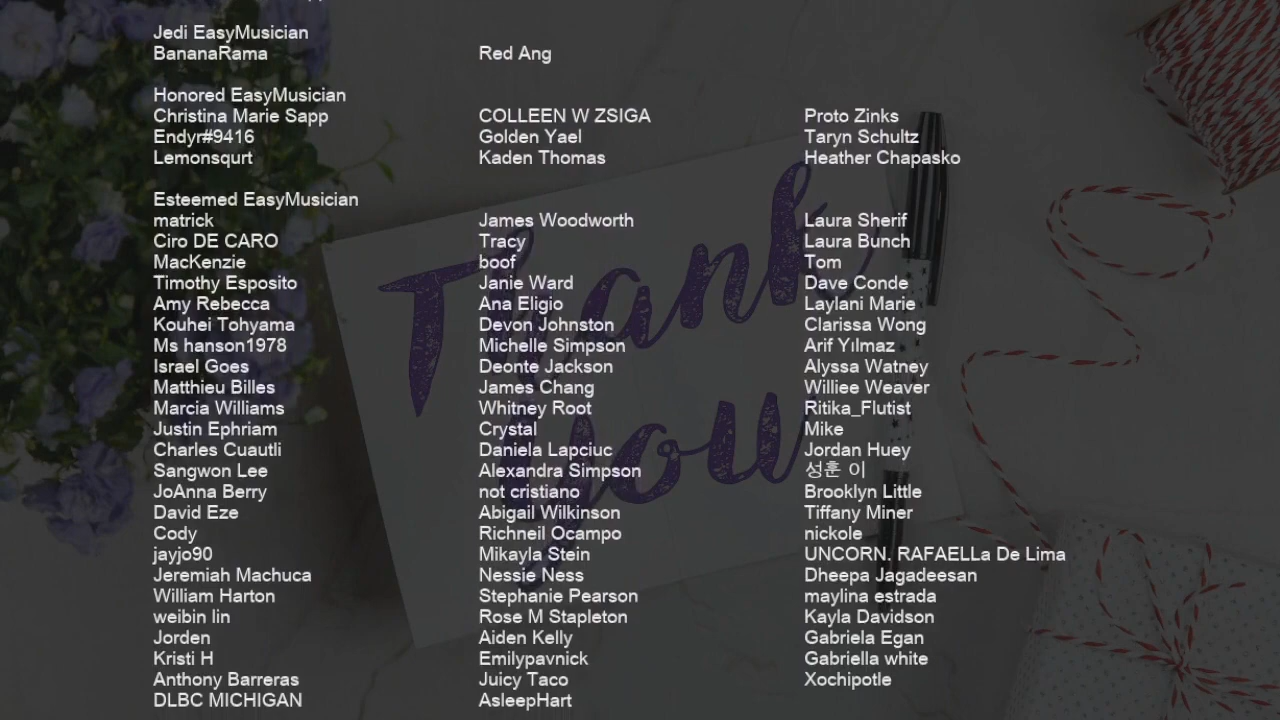 Jedi EasyMusician
BananaRama Red Ang
Honored EasyMusician
Christina Marie Sapp COLLEEN W ZSIGA Proto Zinks
Endyr#9416 Golden Yael Taryn Schultz
Lemonsqurt Kaden Thomas Heather Chapasko
Esteemed EasyMusician
matrick James Woodworth Laura Sherif
Ciro DE CARO Tracy Laura Bunch
MacKenzie boof Tom
Timothy Esposito Janie Ward Dave Conde
Amy Rebecca Ana Eligio Laylani Marie
Kouhei Tohyama Devon Johnston Clarissa Wong
Ms hanson1978 Michelle Simpson Arif Yılmaz
Israel Goes Deonte Jackson Alyssa Watney
Matthieu Billes James Chang Williee Weaver
Marcia Williams Whitney Root Ritika_Flutist
Justin Ephriam Crystal Mike
Charles Cuautli Daniela Lapciuc Jordan Huey
Sangwon Lee Alexandra Simpson 성훈 이
JoAnna Berry not cristiano Brooklyn Little
David Eze Abigail Wilkinson Tiffany Miner
Cody Richneil Ocampo nickole
jayjo90 Mikayla Stein UNCORN. RAFAELLa De Lima
Jeremiah Machuca Nessie Ness Dheepa Jagadeesan
William Harton Stephanie Pearson maylina estrada
weibin lin Rose M Stapleton Kayla Davidson
Jorden Aiden Kelly Gabriela Egan
Kristi H Emilypavnick Gabriella white
Anthony Barreras Juicy Taco Xochipotle
DLBC MICHIGAN AsleepHart
Thank
you